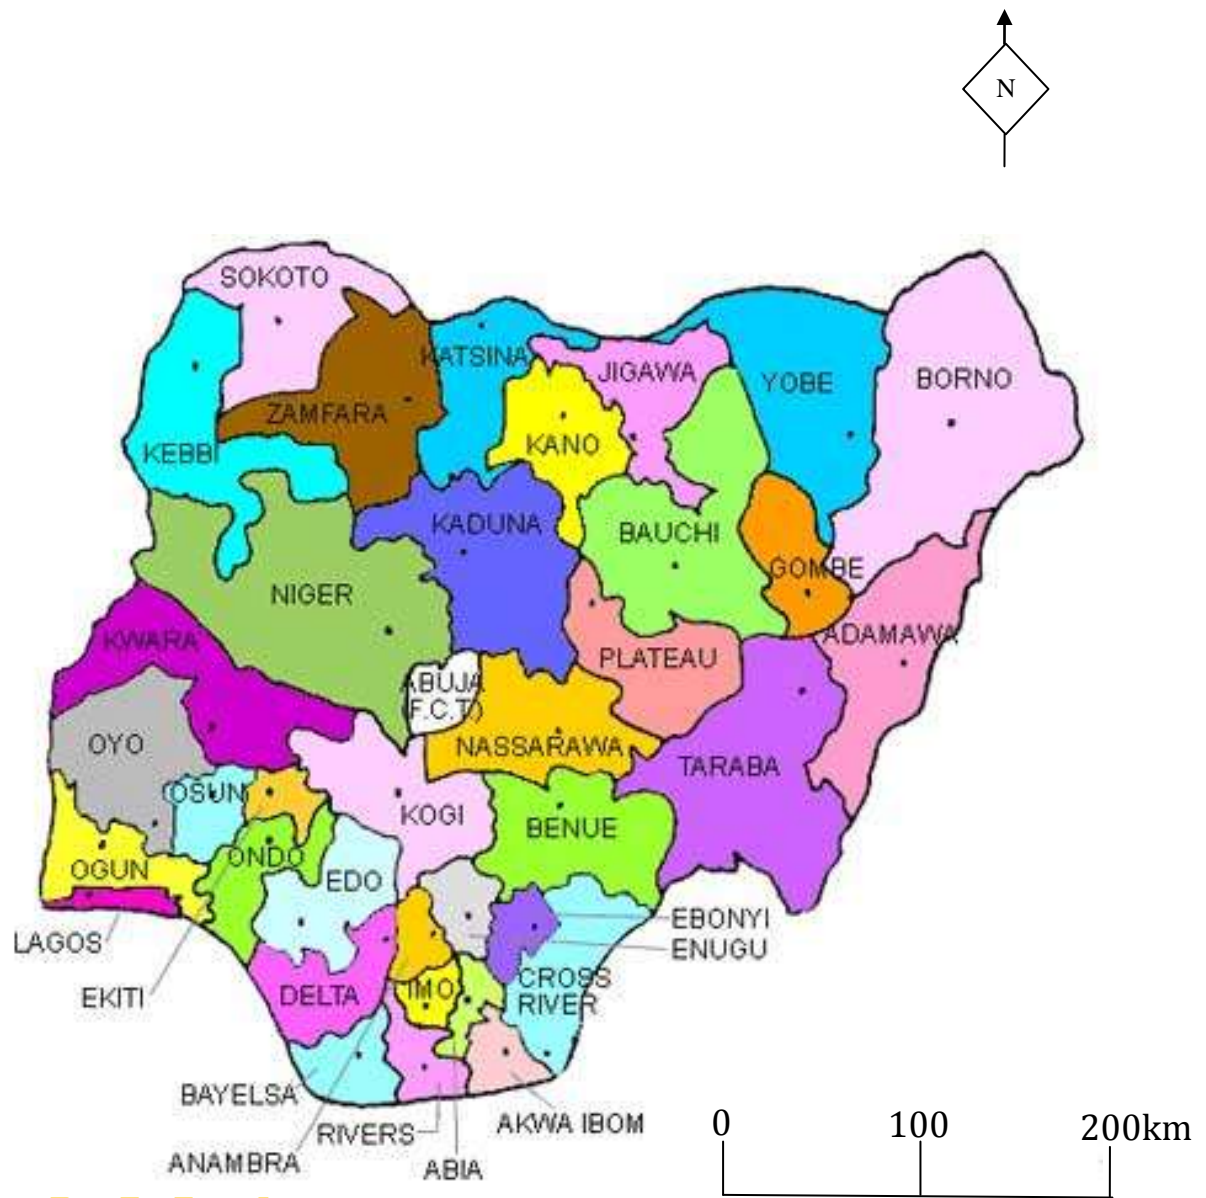 N
SOKOTO
KATSINA
JIGAWA
YOBE
BORNO
ZAMFARA
KANO
KEBBI
KADUNA
BAUCHI
NIGER
GOMBE
KWARA
ADAMAWA
PLATEAU
ABUJA
(F.C.T.)
OYO
NASSARAWA
TARABA
OSUN
KOGI
BENUE
OGUN
ONDO
EDO
EBONYI
LAGOS
ENUGU
EKITI
DELTA
IMO
CROSS
RIVER
BAYELSA
RIVERS
AKWA IBOM
ANAMBRA
ABIA
0 100 200km